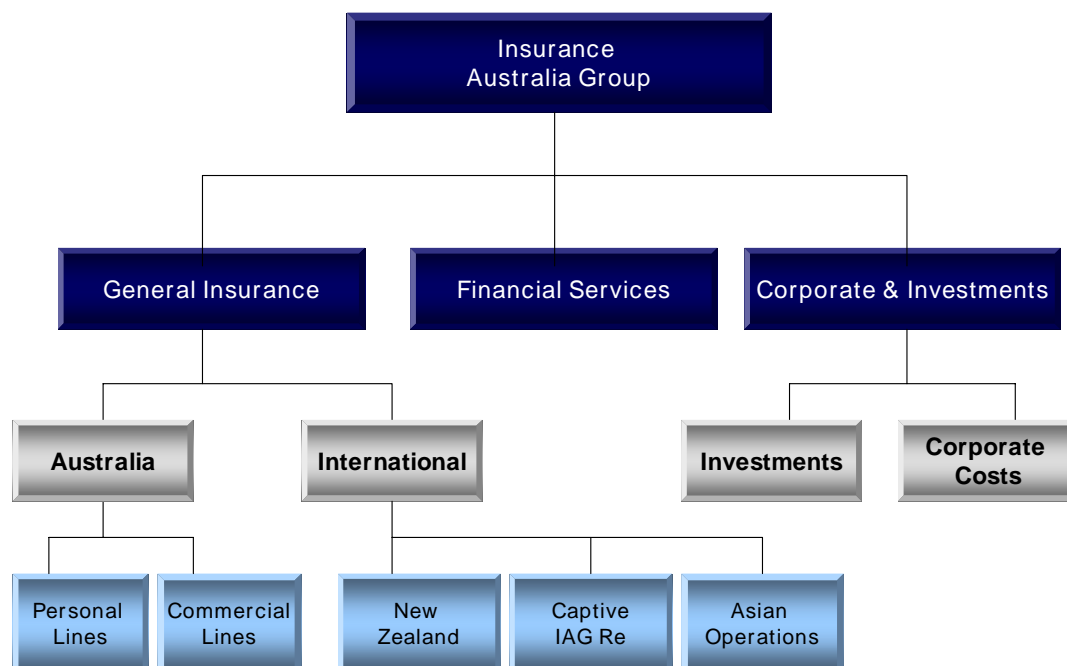 Insurance
Australia Group
General Insurance
Financial Services
Corporate & Investments
Australia
International
Investments
Corporate
Costs
Personal
Lines
Commercial
Lines
New
Zealand
Captive
IAG Re
Asian
Operations